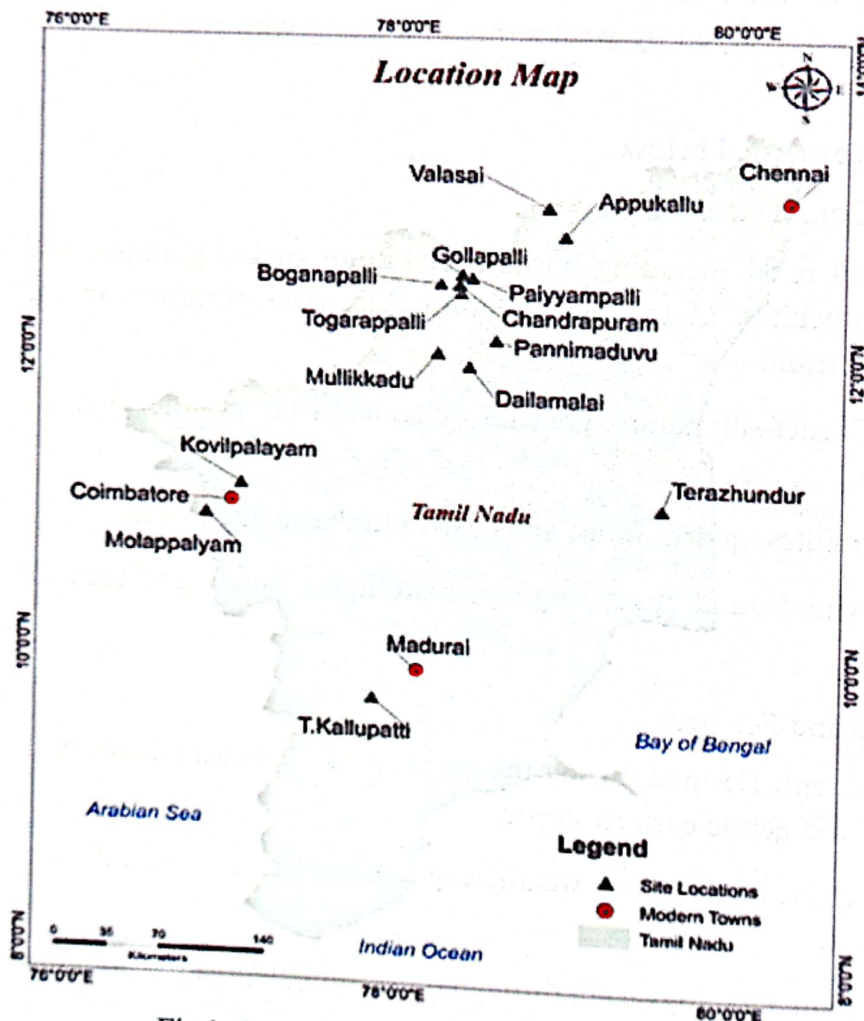 76°0'0"E 78°0'0"E 80°0'0"E
14°0'0"N
Location Map
N
W E
S
Chennai
Valasai
Appukallu
Gollapalli
Boganapalli
Paiyyampalli
Togarappalli
Chandrapuram
Pannimaduvu
12°0'0"N 12°0'0"N
Mullikkadu
Dailamalai
Kovilpalayam
Coimbatore
Terazhundur
Tamil Nadu
Molappalyam
Madurai
10°0'0"N 10°0'0"N
T.Kallupatti
Bay of Bengal
Arabian Sea
Legend
Site Locations
Modern Towns
Tamil Nadu
0 35 70 140
Kilometers
Indian Ocean
8°0'0"N 8°0'0"N
76°0'0"E 78°0'0"E 80°0'0"E